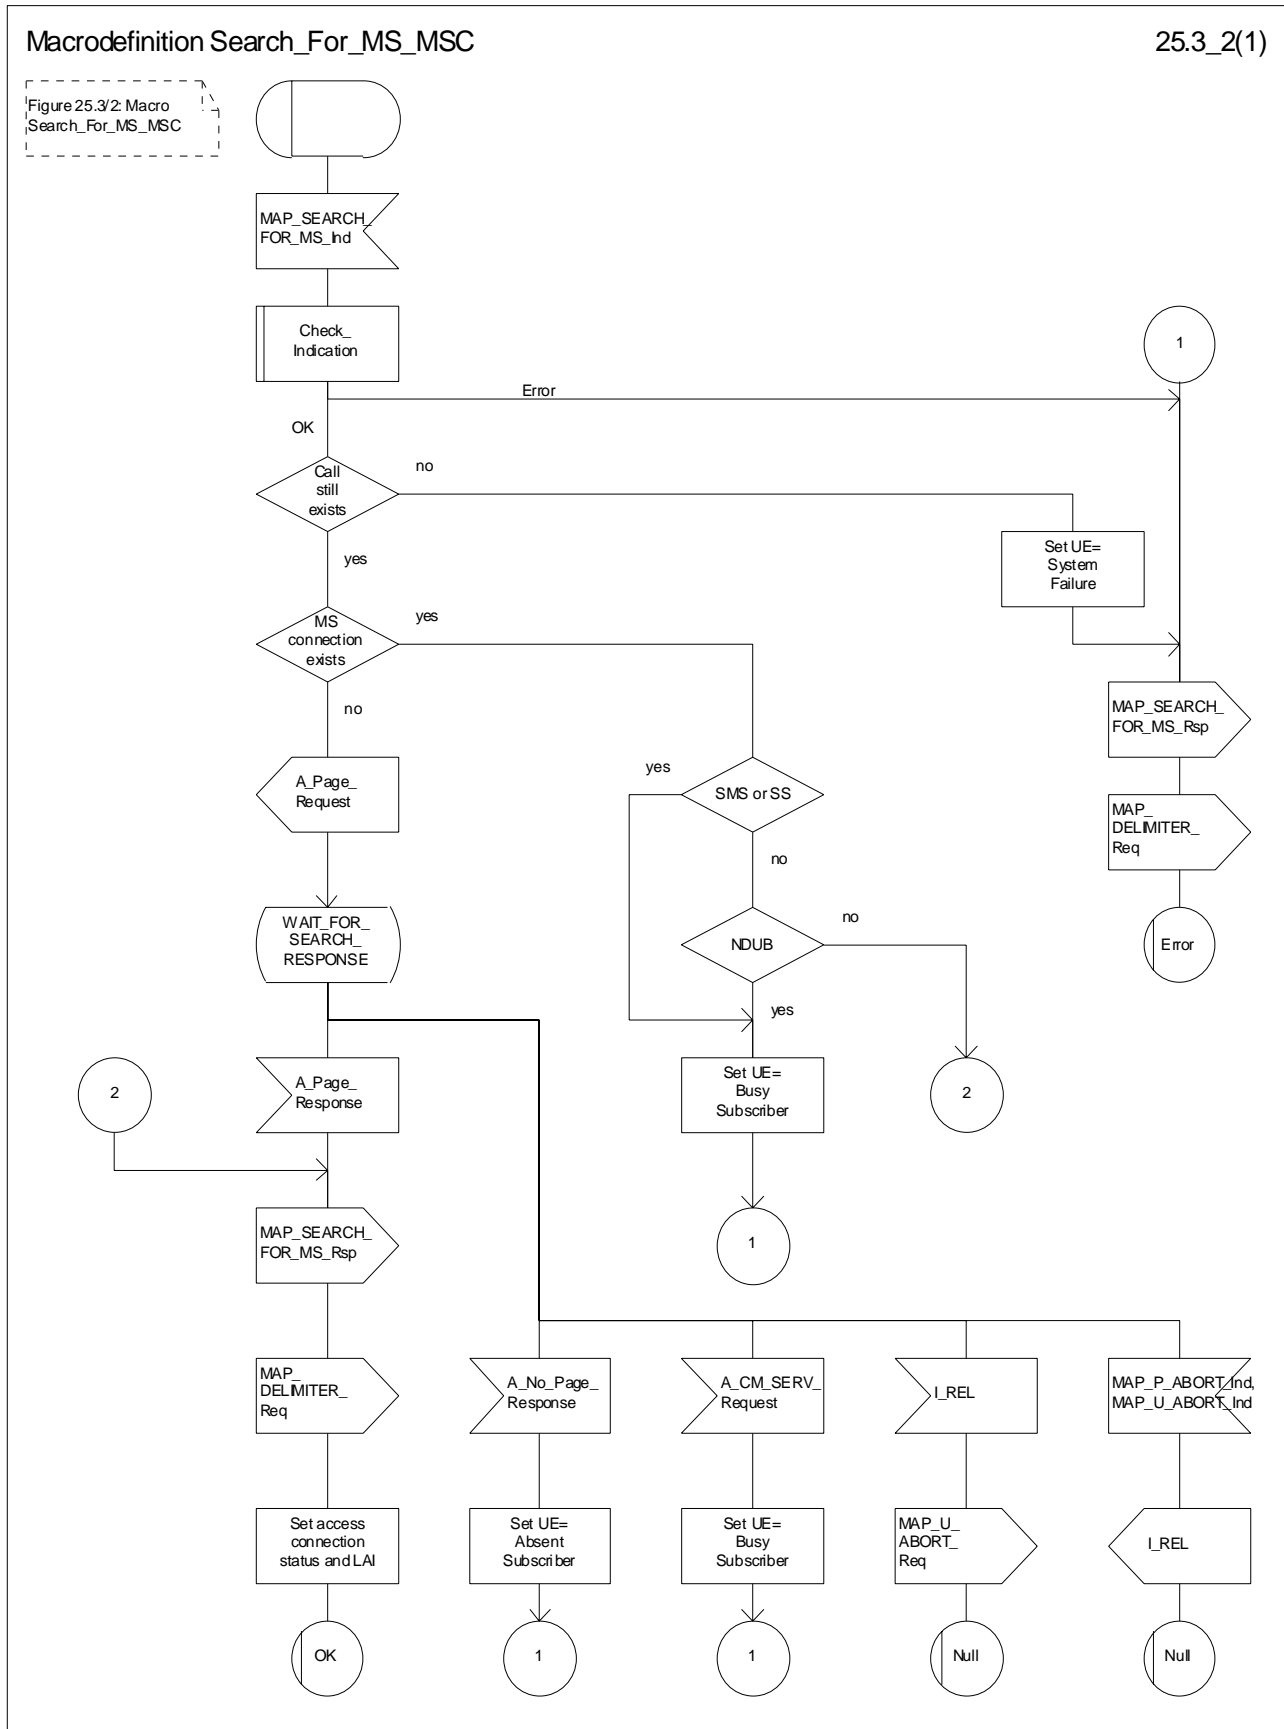 Macrodefinition Search_For_MS_MSC
25.3_2(1)
Figure 25.3/2: Macro
Search_For_MS_MSC
MAP_SEARCH_
FOR_MS_Ind
Check_
Indication
1
Error
OK
Call
still
exists
no
Set UE=
System
Failure
yes
MS
connection
exists
yes
no
MAP_SEARCH_
FOR_MS_Rsp
A_Page_
Request
yes
SMS or SS
MAP_
DELIMITER_
Req
no
WAIT_FOR_
SEARCH_
RESPONSE
NDUB
no
Error
yes
2
A_Page_
Response
Set UE=
Busy
Subscriber
2
MAP_SEARCH_
FOR_MS_Rsp
1
MAP_
DELIMITER_
Req
A_No_Page_
Response
A_CM_SERV_
Request
I_REL
MAP_P_ABORT_Ind,
MAP_U_ABORT_Ind
Set access
connection
status and LAI
Set UE=
Absent
Subscriber
Set UE=
Busy
Subscriber
MAP_U_
ABORT_
Req
I_REL
OK
1
1
Null
Null